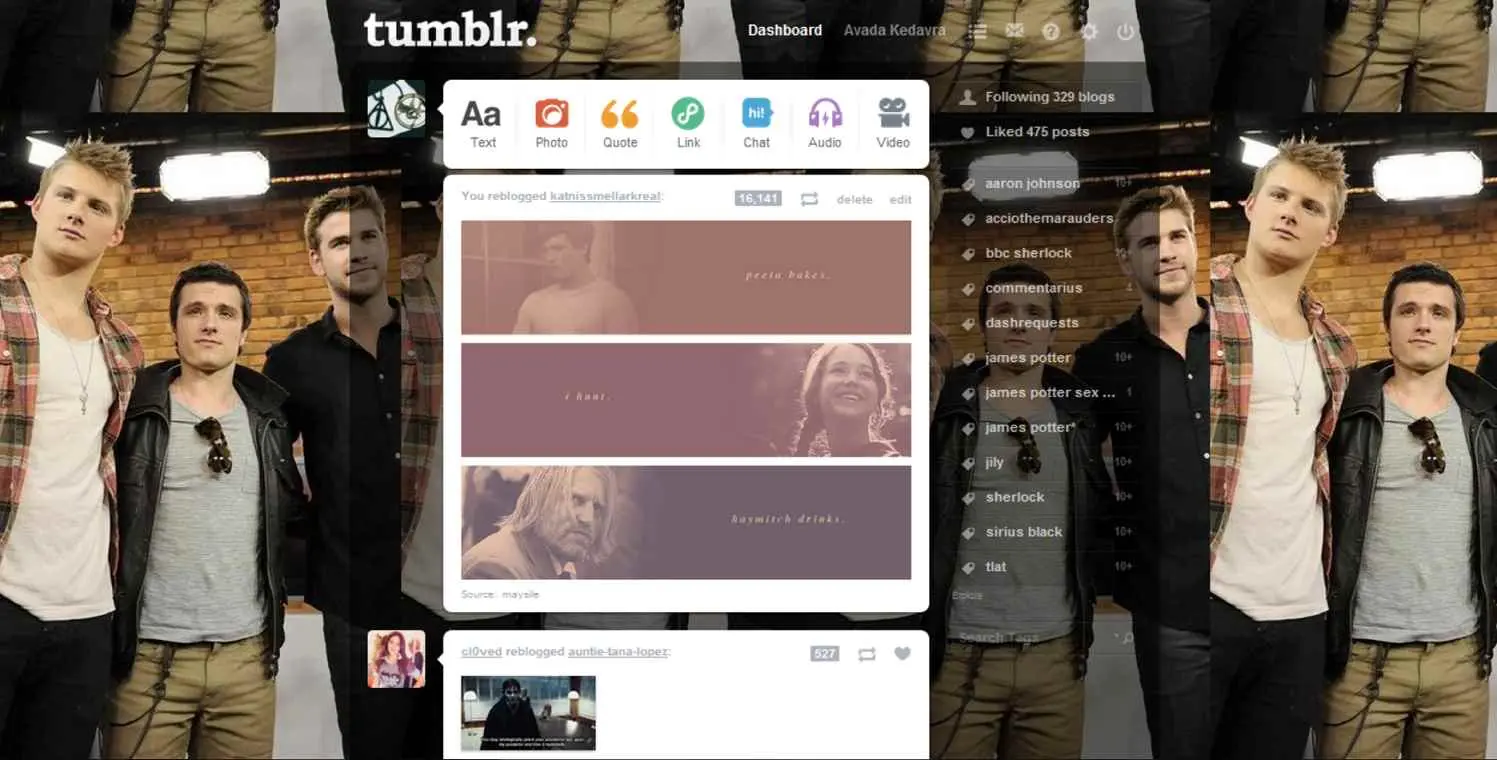 tumblr.
Dashboard Avada Kedavra
Aa hi!
Text Photo Quote Link Chat Audio Video
You reblogged katnissmellarkreal: 16,141 delete edit
peeta bakes.
i hunt.
haymitch drinks.
Source: maysile
cl0ved reblogged auntie-tana-lopez: 527
Following 329 blogs
Liked 475 posts
aaron johnson 10+
acciothemarauders
bbc sherlock
commentarius 4
dashrequests
james potter 10+
james potter sex ... 1
james potter* 10+
jily 10+
sherlock 10+
sirius black 10+
tlat 10+
Explore
Search Tags